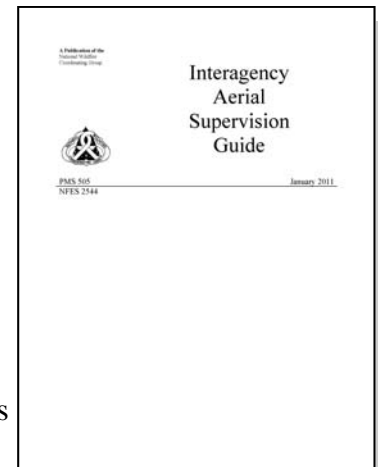 A Publication of the
National Wildfire
Coordinating Group
Interagency
Aerial
Supervision
Guide
PMS 505
January 2011
NFES 2544
s